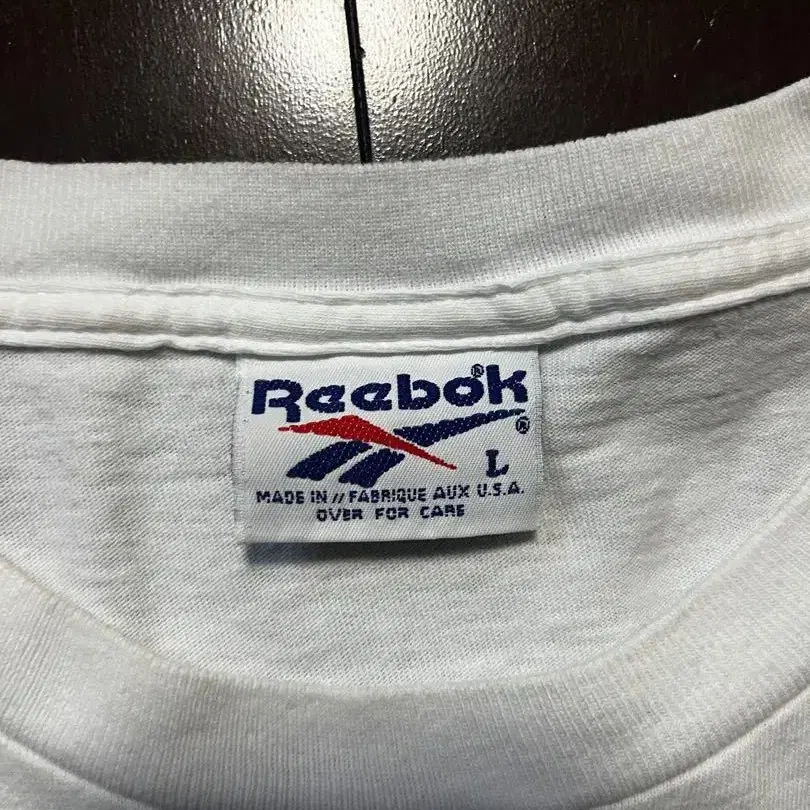 Reebok®
®
L
MADE IN // FABRIQUE AUX U.S.A.
OVER FOR CARE